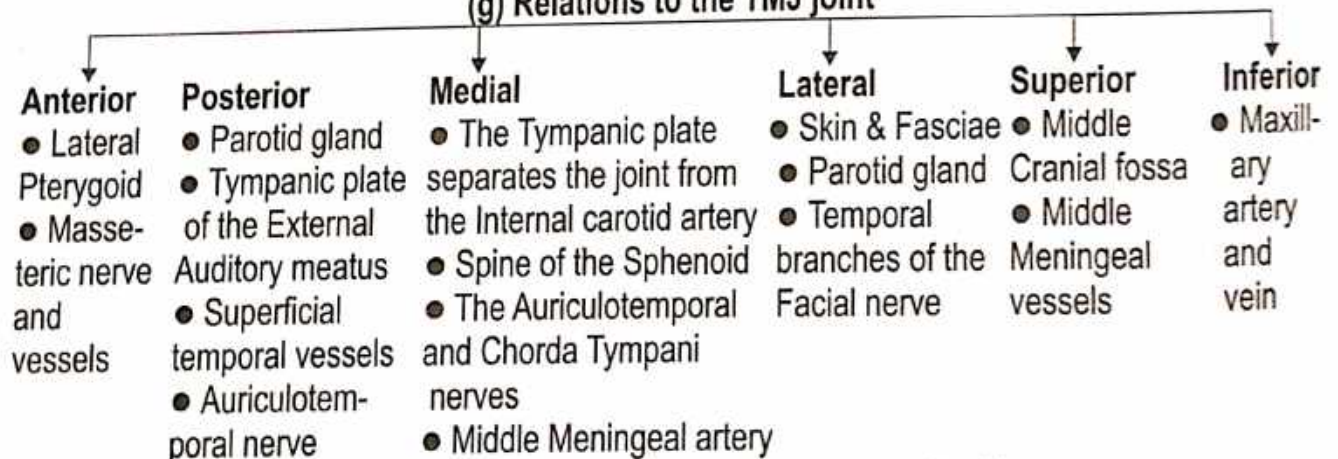 (g) Relations to the TMJ joint
Anterior
● Lateral
Pterygoid
● Masse-
teric nerve
and
vessels
Posterior
● Parotid gland
● Tympanic plate
of the External
Auditory meatus
● Superficial
temporal vessels
● Auriculotem-
poral nerve
Medial
● The Tympanic plate
separates the joint from
the Internal carotid artery
● Spine of the Sphenoid
● The Auriculotemporal
and Chorda Tympani
nerves
● Middle Meningeal artery
Lateral
● Skin & Fasciae
● Parotid gland
● Temporal
branches of the
Facial nerve
Superior
● Middle
Cranial fossa
● Middle
Meningeal
vessels
Inferior
● Maxill-
ary
artery
and
vein